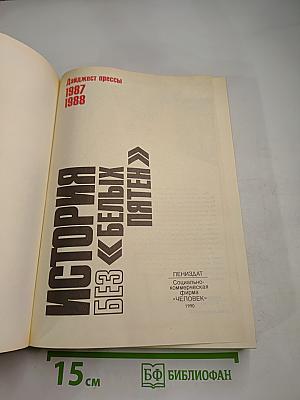 Дайджест прессы
1987
1988
ИСТОРИЯ
БЕЗ «БЕЛЫХ
ПЯТЕН»
ЛЕНИЗДАТ
Социально-
коммерческая
фирма
«ЧЕЛОВЕК»
1990
15 см
БФ БИБЛИОФАН